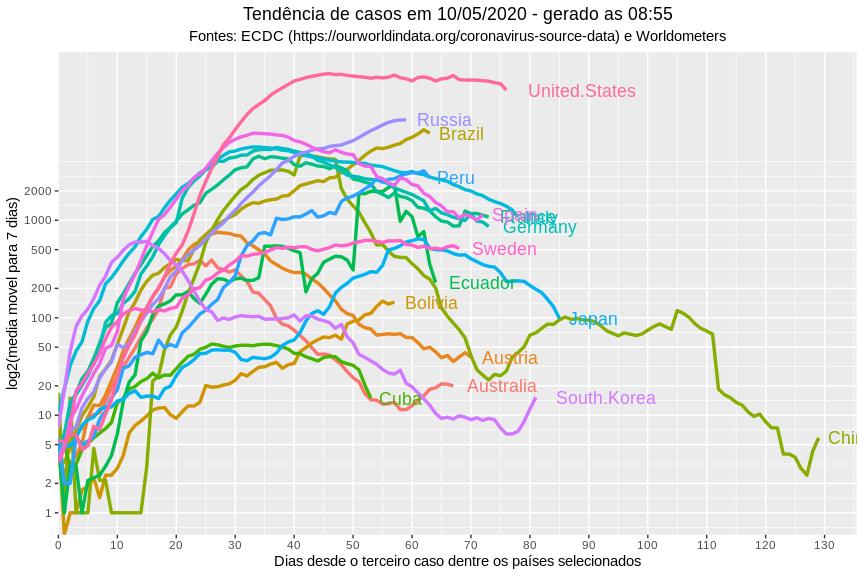 Tendência de casos em 10/05/2020 - gerado as 08:55
Fontes: ECDC (https://ourworldindata.org/coronavirus-source-data) e Worldometers
log2(media movel para 7 dias)
2000
1000
500
200
100
50
20
10
5
2
1
United.States
Russia
Brazil
Peru
Spain
France
Germany
Sweden
Ecuador
Bolivia
Japan
Austria
Australia
Cuba
South.Korea
Chin
0 10 20 30 40 50 60 70 80 90 100 110 120 130
Dias desde o terceiro caso dentre os países selecionados